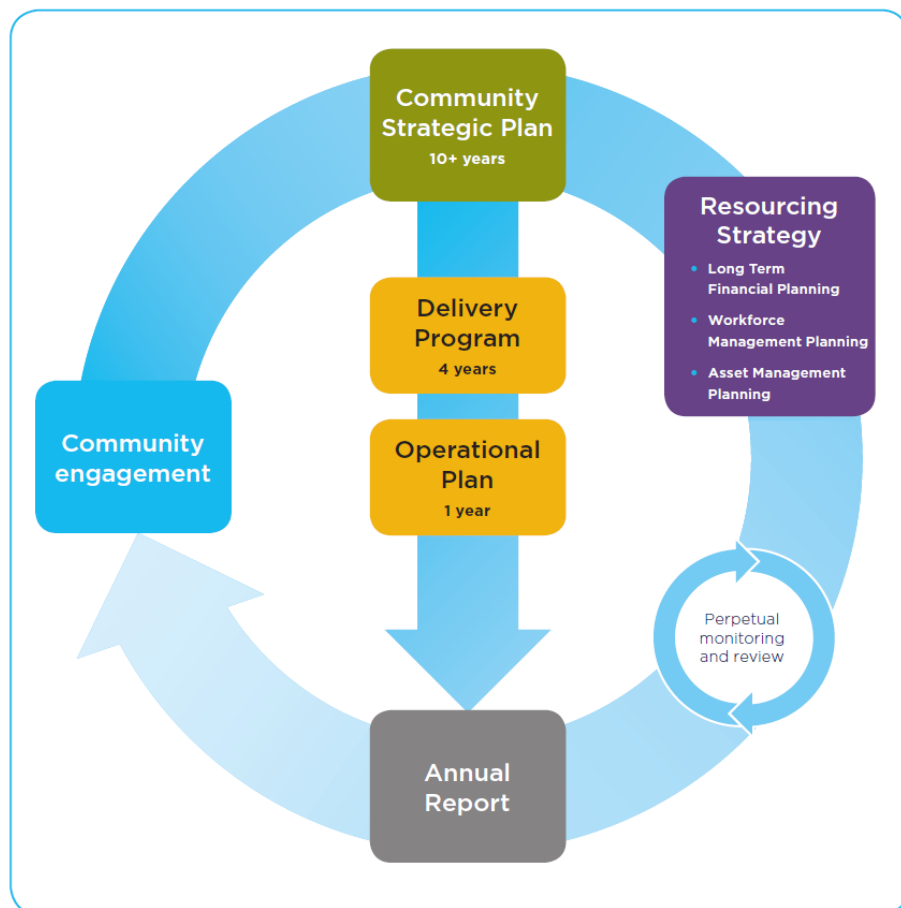 Community
Strategic Plan
10+ years
Resourcing
Strategy
• Long Term
Financial Planning
• Workforce
Management Planning
• Asset Management
Planning
Delivery
Program
4 years
Community
engagement
Operational
Plan
1 year
Perpetual
monitoring
and review
Annual
Report